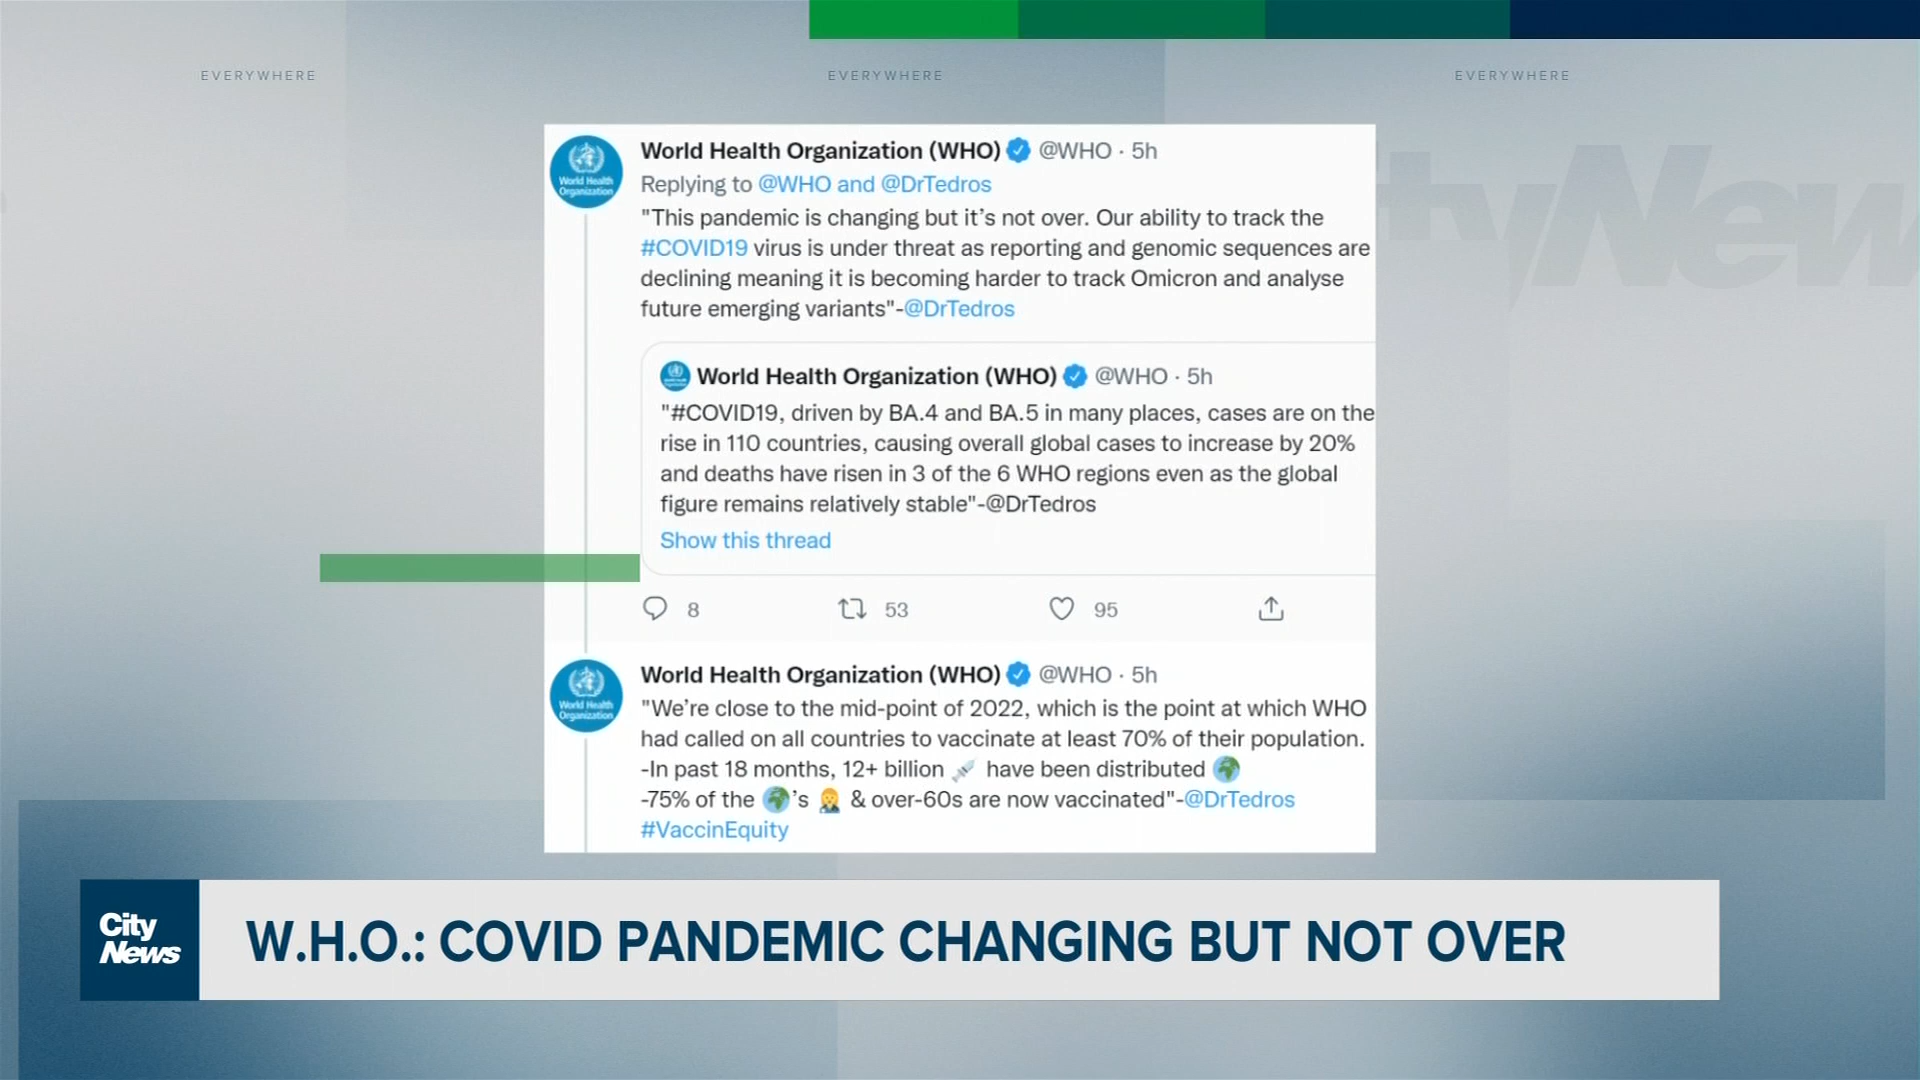 EVERYWHERE EVERYWHERE EVERYWHERE
World Health Organization (WHO) @WHO · 5h
Replying to @WHO and @DrTedros
"This pandemic is changing but it’s not over. Our ability to track the
#COVID19 virus is under threat as reporting and genomic sequences are
declining meaning it is becoming harder to track Omicron and analyse
future emerging variants"-@DrTedros
World Health Organization (WHO) @WHO · 5h
"#COVID19, driven by BA.4 and BA.5 in many places, cases are on the
rise in 110 countries, causing overall global cases to increase by 20%
and deaths have risen in 3 of the 6 WHO regions even as the global
figure remains relatively stable"-@DrTedros
Show this thread
8 53 95
World Health Organization (WHO) @WHO · 5h
"We’re close to the mid-point of 2022, which is the point at which WHO
had called on all countries to vaccinate at least 70% of their population.
-In past 18 months, 12+ billion 💉 have been distributed 🌍
-75% of the 🌍’s 👩‍⚕️ & over-60s are now vaccinated"-@DrTedros
#VaccinEquity
World Health
Organization
World Health
Organization
tyNew
City
News
W.H.O.: COVID PANDEMIC CHANGING BUT NOT OVER